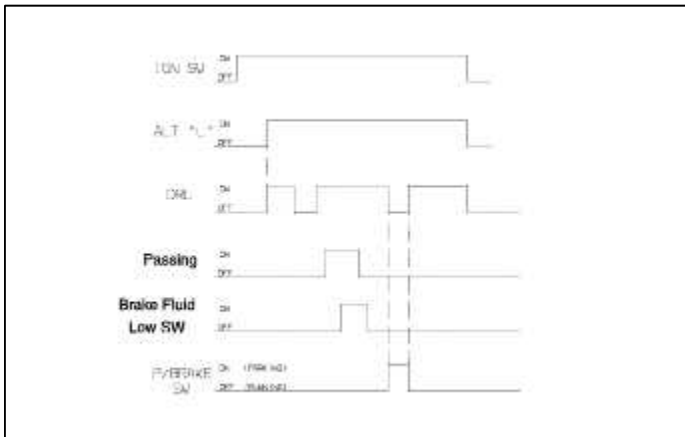 IGN SW
ON
OFF
ALT "L"
ON
OFF
DRL
ON
OFF
Passing
ON
OFF
Brake Fluid
Low SW
ON
OFF
P/BRAKE
SW
ON (PARKING)
OFF